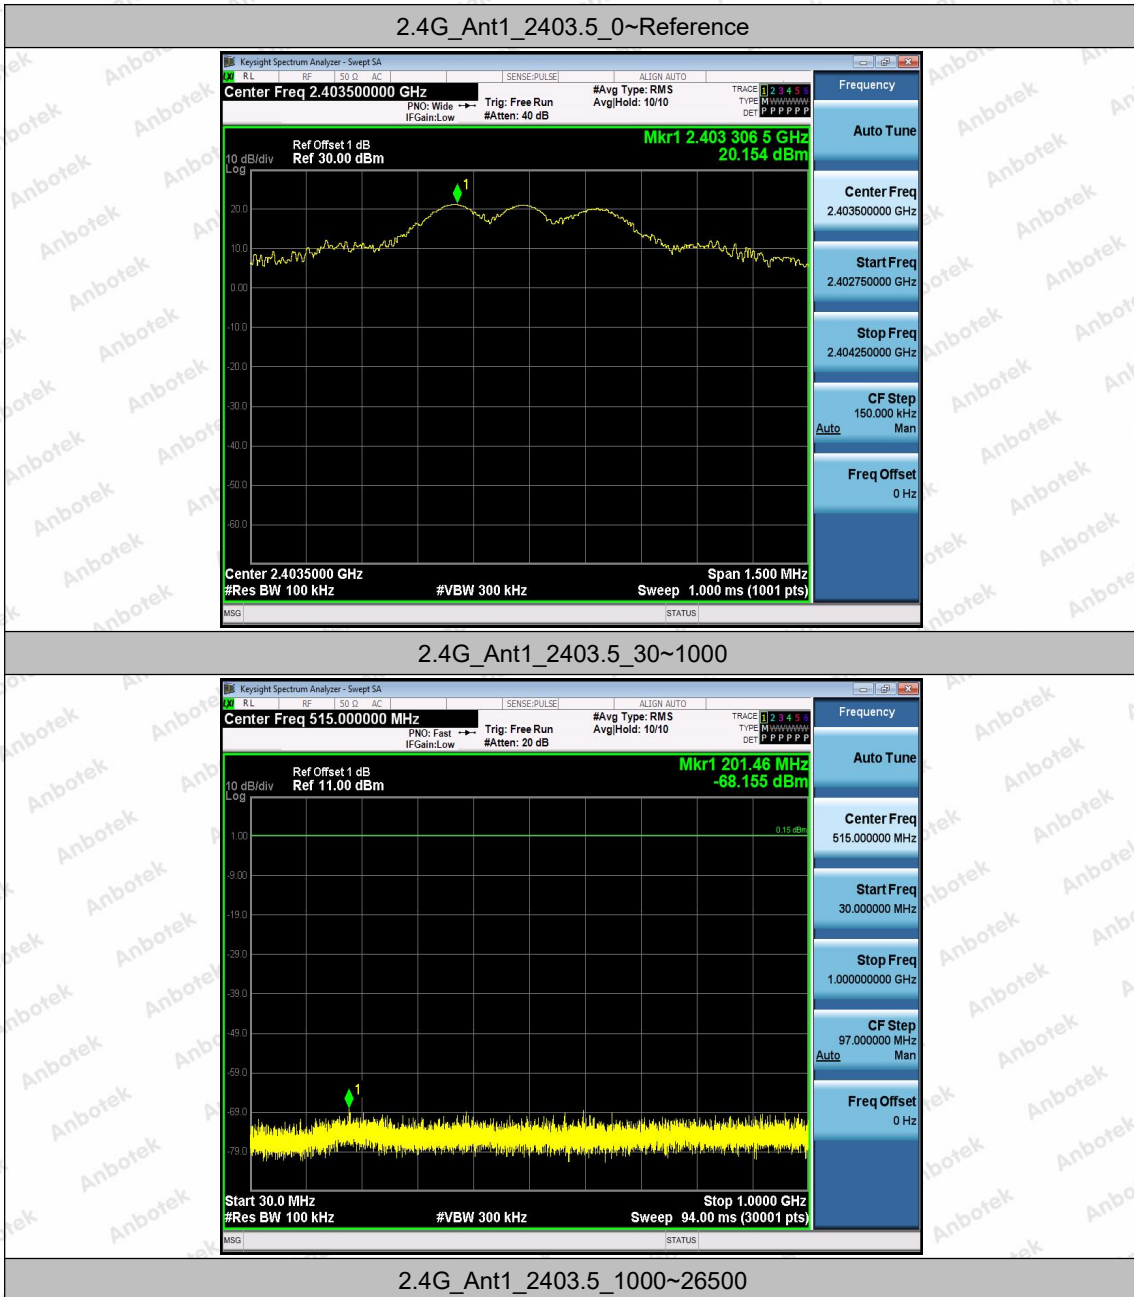 2.4G_Ant1_2403.5_0~Reference
Keysight Spectrum Analyzer - Swept SA
LXI RL RF 50 Ω AC SENSE:PULSE ALIGN AUTO
Center Freq 2.403500000 GHz
PNO: Wide
IFGain:Low
Trig: Free Run
#Atten: 40 dB
#Avg Type: RMS
Avg|Hold: 10/10
TRACE 1 2 3 4 5 6
TYPE M WWWWW
DET P P P P P P
Mkr1 2.403 306 5 GHz
20.154 dBm
Ref Offset 1 dB
10 dB/div Ref 30.00 dBm
Log
1
20.0
10.0
0.00
-10.0
-20.0
-30.0
-40.0
-50.0
-60.0
Center 2.4035000 GHz Span 1.500 MHz
#Res BW 100 kHz #VBW 300 kHz Sweep 1.000 ms (1001 pts)
MSG STATUS
Frequency
Auto Tune
Center Freq
2.403500000 GHz
Start Freq
2.402750000 GHz
Stop Freq
2.404250000 GHz
CF Step
150.000 kHz
Auto Man
Freq Offset
0 Hz
2.4G_Ant1_2403.5_30~1000
Keysight Spectrum Analyzer - Swept SA
LXI RL RF 50 Ω AC SENSE:PULSE ALIGN AUTO
Center Freq 515.000000 MHz
PNO: Fast
IFGain:Low
Trig: Free Run
#Atten: 20 dB
#Avg Type: RMS
Avg|Hold: 10/10
TRACE 1 2 3 4 5 6
TYPE M WWWWW
DET P P P P P P
Mkr1 201.46 MHz
-68.155 dBm
Ref Offset 1 dB
10 dB/div Ref 11.00 dBm
Log
0.15 dBm
1
1.00
-9.00
-19.0
-29.0
-39.0
-49.0
-59.0
-69.0
-79.0
Start 30.0 MHz Stop 1.0000 GHz
#Res BW 100 kHz #VBW 300 kHz Sweep 94.00 ms (30001 pts)
MSG STATUS
Frequency
Auto Tune
Center Freq
515.000000 MHz
Start Freq
30.000000 MHz
Stop Freq
1.000000000 GHz
CF Step
97.000000 MHz
Auto Man
Freq Offset
0 Hz
2.4G_Ant1_2403.5_1000~26500
Anbotek